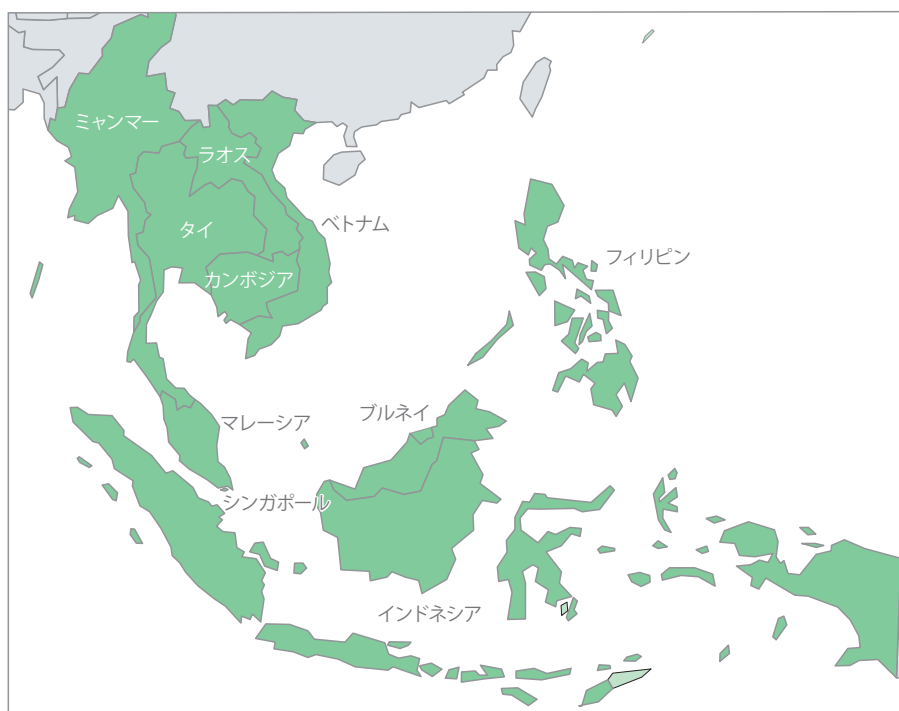 ミャンマー
ラオス
タイ
ベトナム
カンボジア
フィリピン
マレーシア
ブルネイ
シンガポール
インドネシア